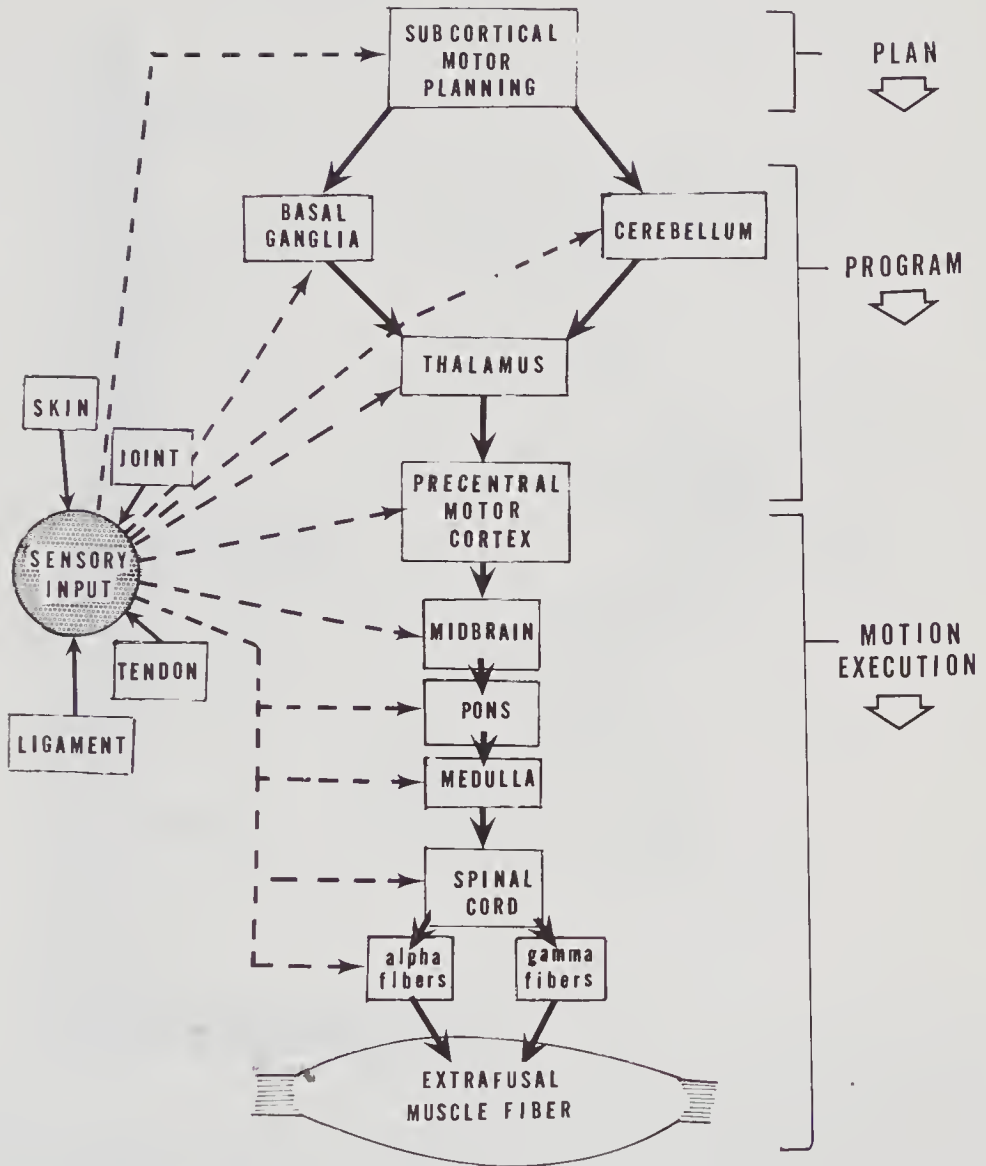 SUBCORTICAL
MOTOR
PLANNING
PLAN
BASAL
GANGLIA
CEREBELLUM
PROGRAM
THALAMUS
SKIN
JOINT
PRECENTRAL
MOTOR
CORTEX
SENSORY
INPUT
MIDBRAIN
MOTION
EXECUTION
TENDON
PONS
LIGAMENT
MEDULLA
SPINAL
CORD
alpha
fibers
gamma
fibers
EXTRAFUSAL
MUSCLE FIBER